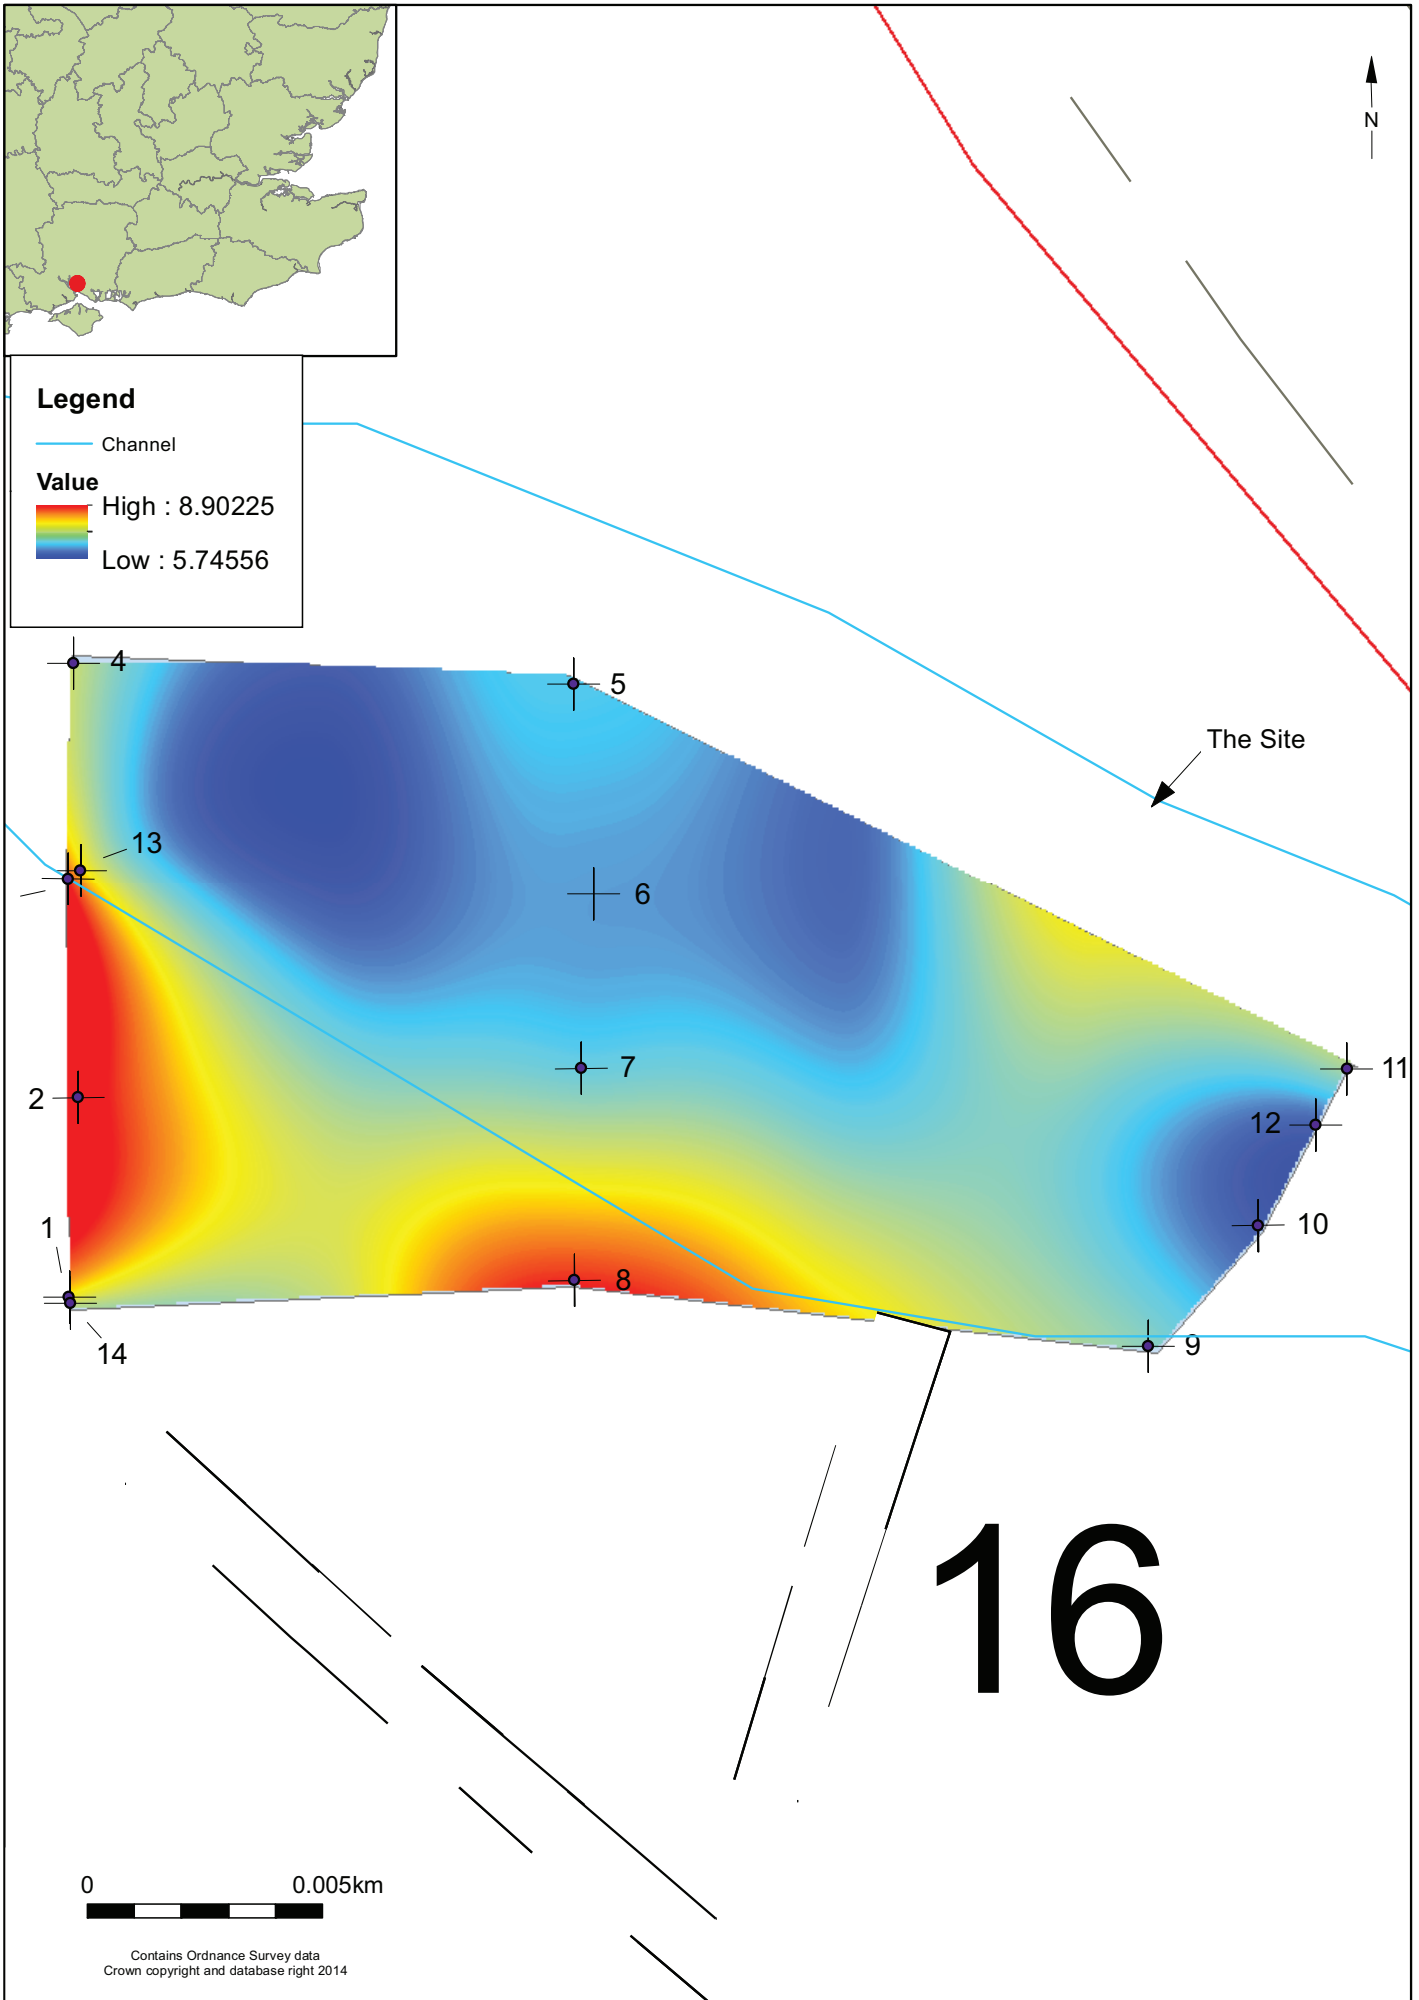 N
Legend
Channel
Value
High : 8.90225
Low : 5.74556
4
5
The Site
13
6
7
11
2
12
1
10
8
14
9
16
0 0.005km
Contains Ordnance Survey data
Crown copyright and database right 2014